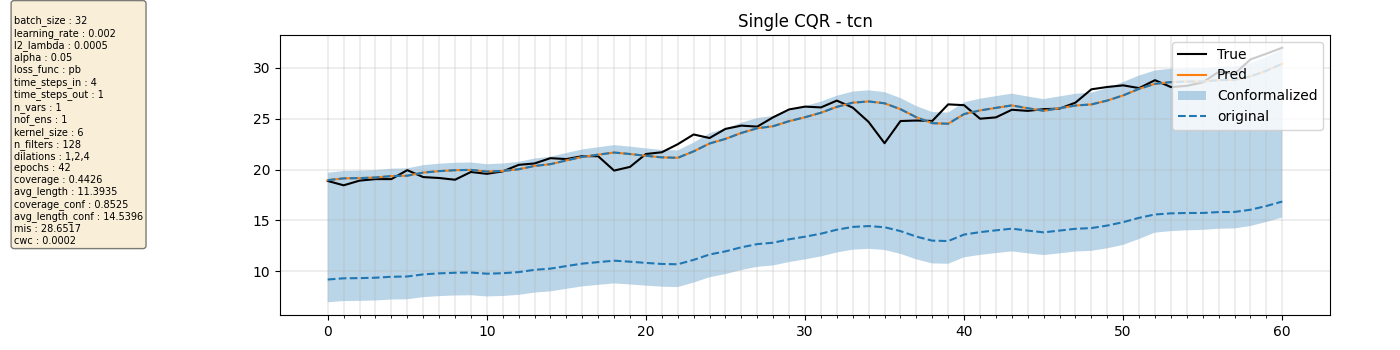 batch_size : 32
learning_rate : 0.002
l2_lambda : 0.0005
alpha : 0.05
loss_func : pb
time_steps_in : 4
time_steps_out : 1
n_vars : 1
nof_ens : 1
kernel_size : 6
n_filters : 128
dilations : 1,2,4
epochs : 42
coverage : 0.4426
avg_length : 11.3935
coverage_conf : 0.8525
avg_length_conf : 14.5396
mis : 28.6517
cwc : 0.0002
Single CQR - tcn
30
25
20
15
10
True
Pred
Conformalized
original
0 10 20 30 40 50 60